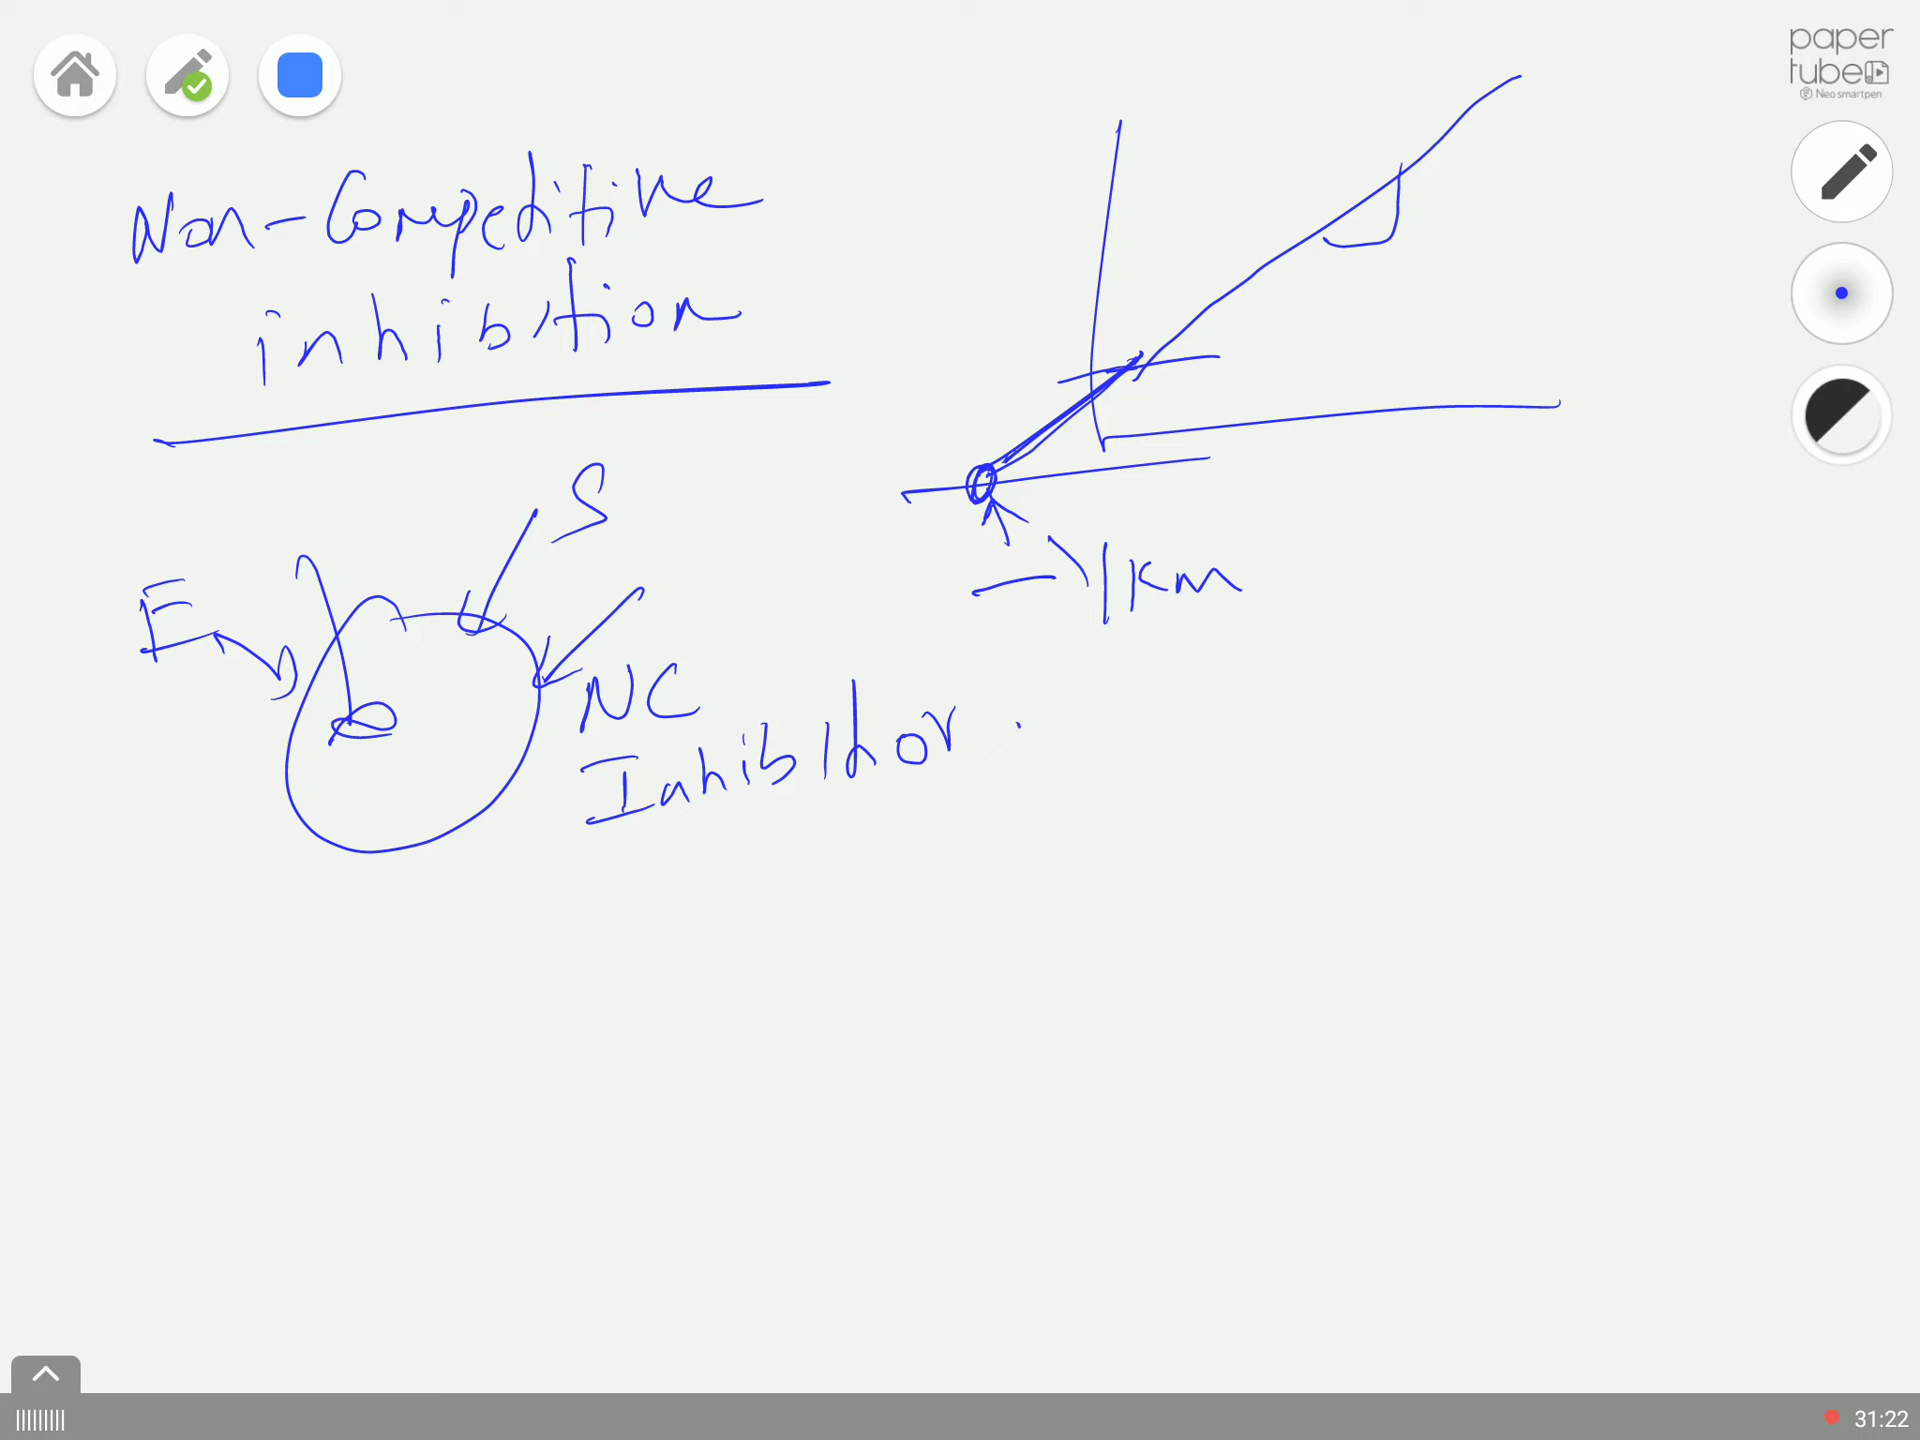 Non-Competitive
inhibition
S
E
NC
Inhibitor
-1/km
paper
tube
Neo smartpen
31:22